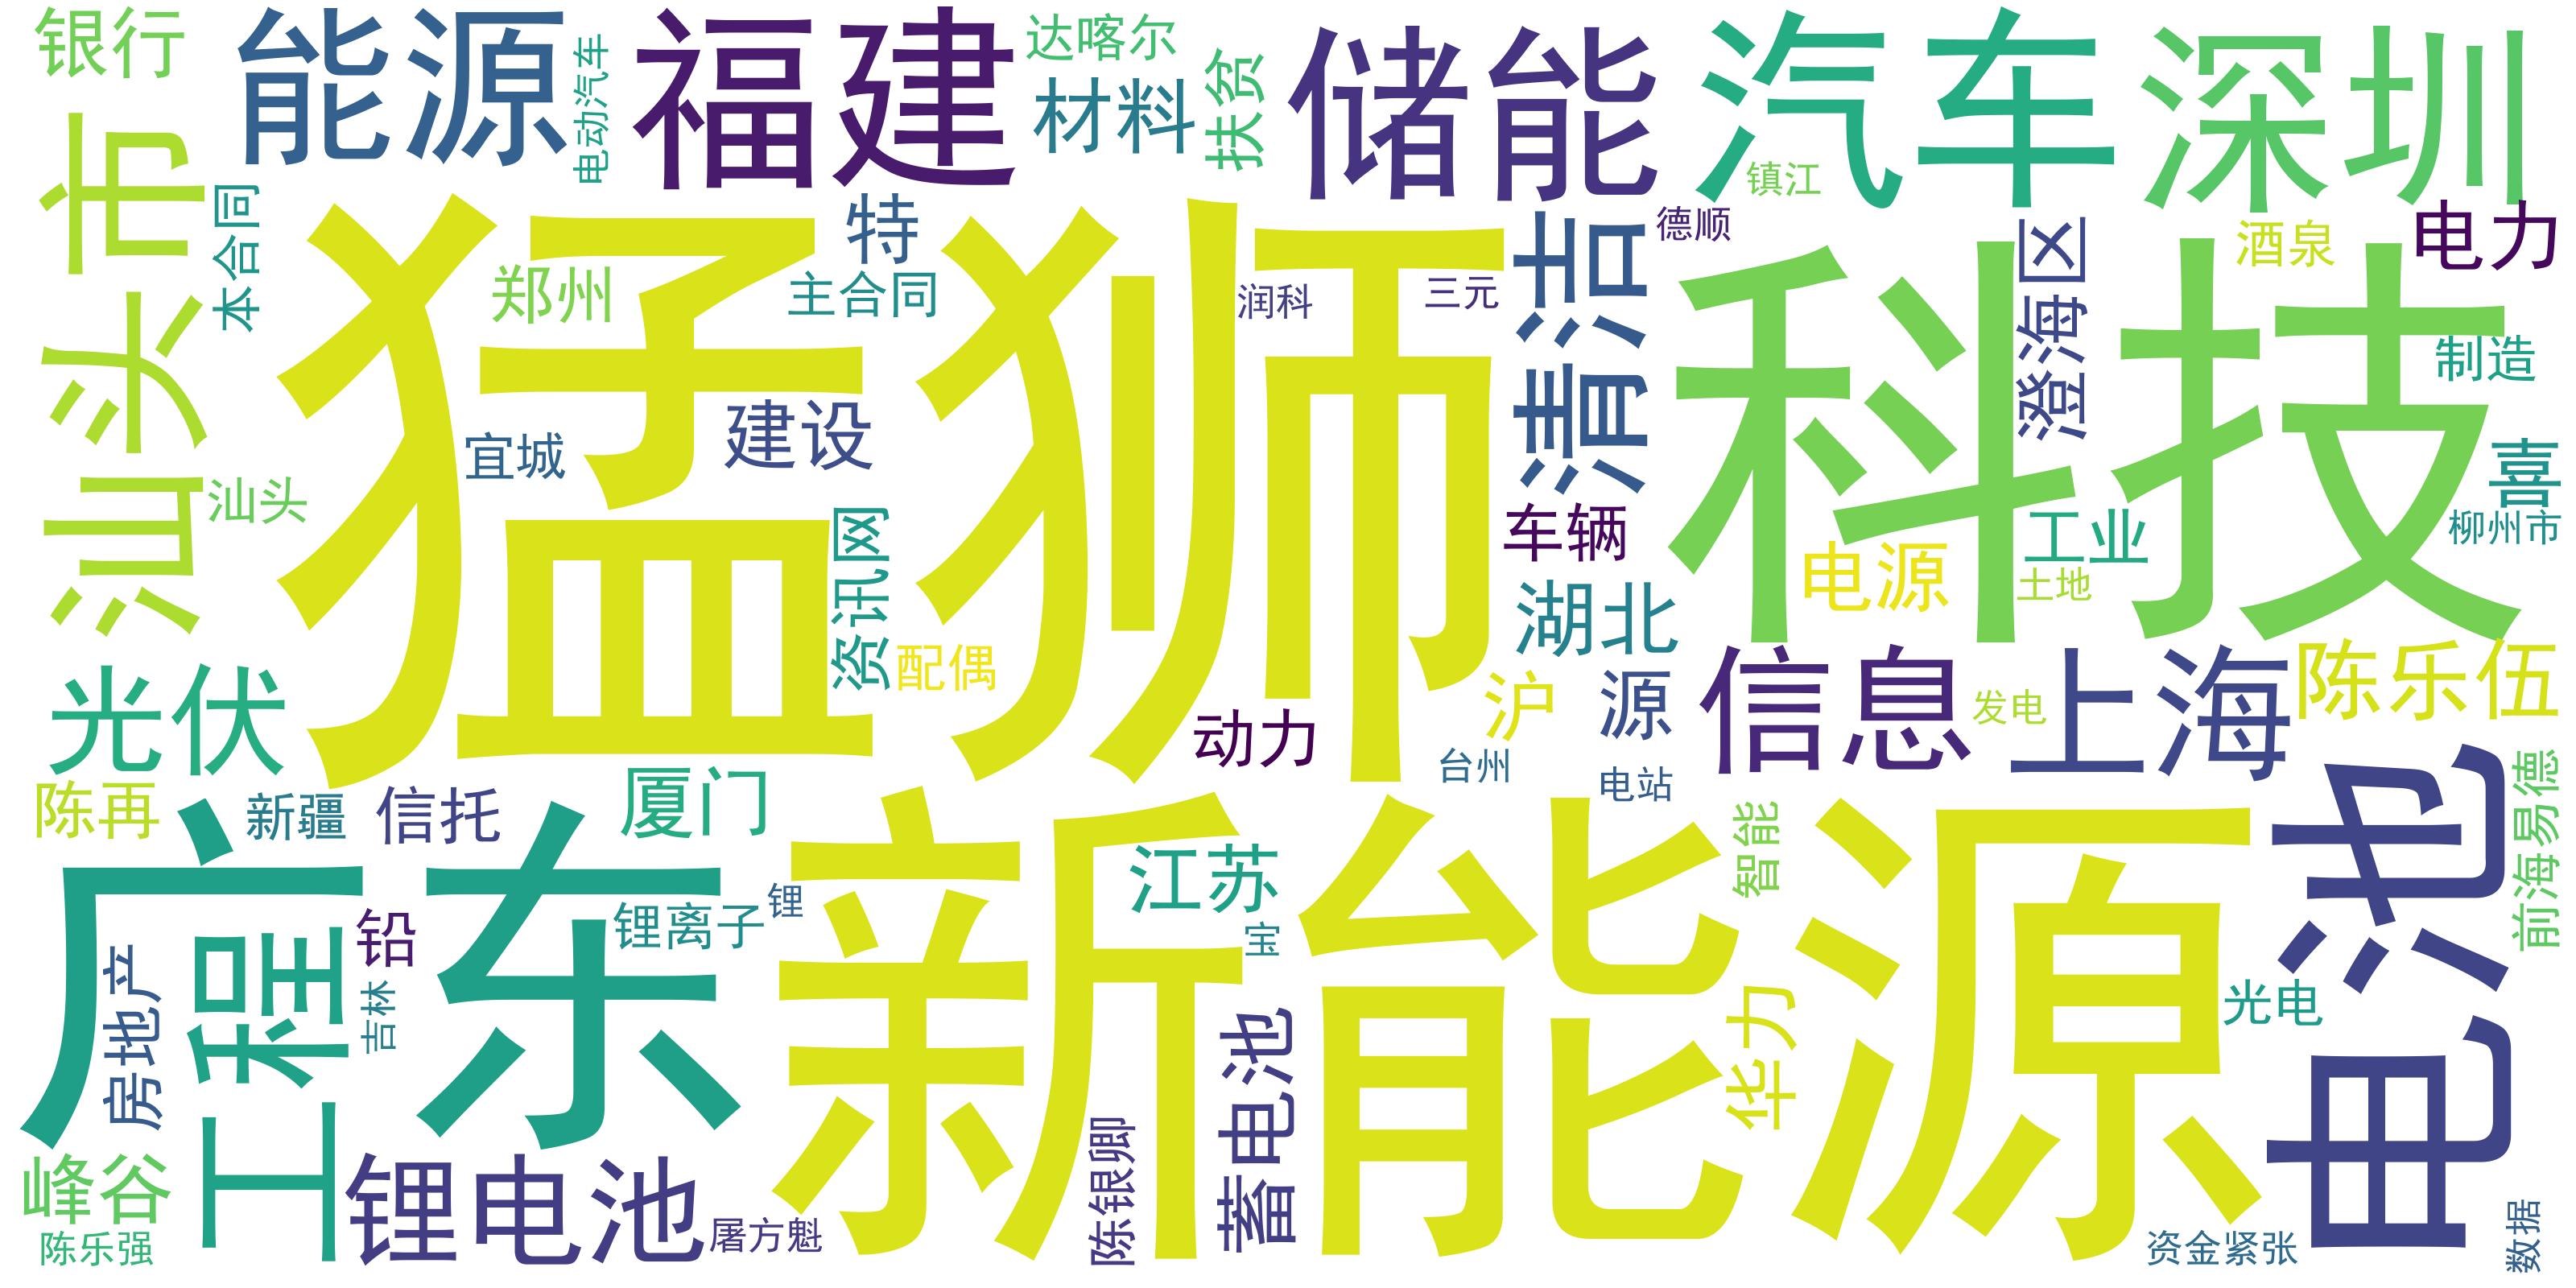 银行
能源
电动汽车
福建
达喀尔
材料
扶贫
储能
汽车
深圳
镇江
汕头市
本合同
猛狮
特
郑州
主合同
润科
三元
清洁
德顺
科技
澄海区
酒泉
电力
制造
宜城
建设
汕头
资讯网
配偶
车辆
湖北
电源
工业
土地
喜
柳州市
光伏
动力
沪
源
台州
电站
信息
发电
上海
陈乐伍
陈再
新疆
信托
厦门
广东
新能源
江苏
智能
电池
前海易德
房地产
工程
铅
吉林
锂离子
锂
宝
华力
光电
峰谷
陈乐强
锂电池
屠方魁
陈银卿
蓄电池
资金紧张
数据